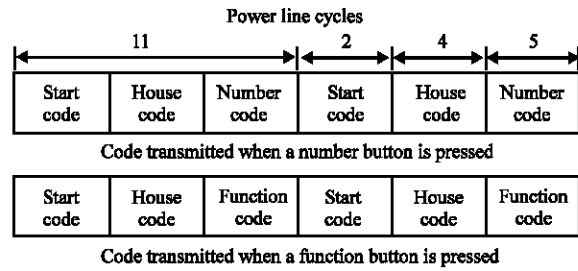 Power line cycles
11 2 4 5
Start code House code Number code Start code House code Number code
Code transmitted when a number button is pressed
Start code House code Function code Start code House code Function code
Code transmitted when a function button is pressed